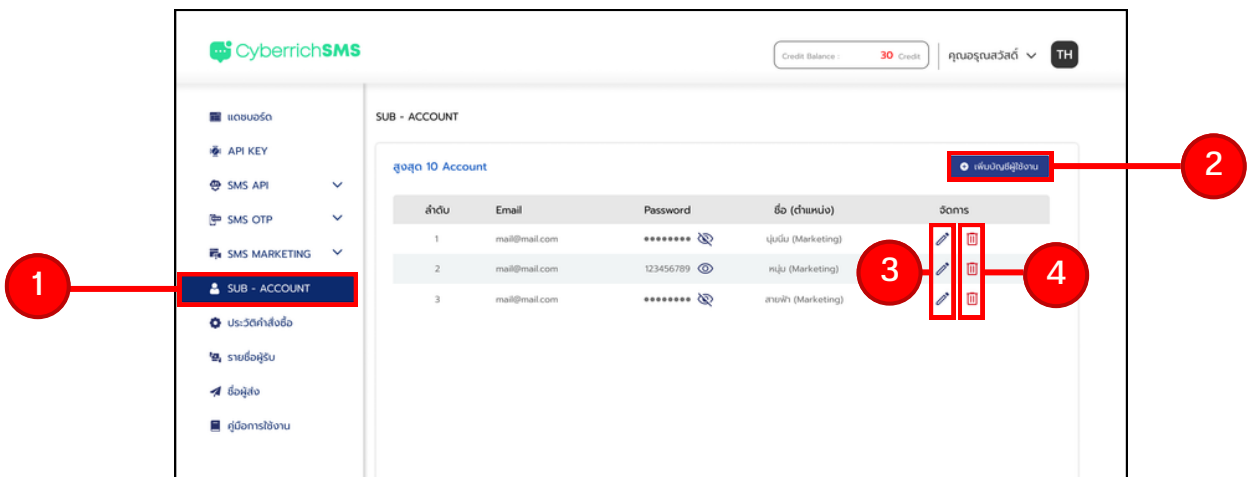 CyberrichSMS
Credit Balance : 30 Credit
คุณอรุณสวัสดิ์
TH
แดชบอร์ด
API KEY
SMS API
SMS OTP
SMS MARKETING
SUB - ACCOUNT
ประวัติคำสั่งซื้อ
รายชื่อผู้รับ
ชื่อผู้ส่ง
คู่มือการใช้งาน
SUB - ACCOUNT
สูงสุด 10 Account
เพิ่มบัญชีผู้ใช้งาน
ลำดับ Email Password ชื่อ (ตำแหน่ง) จัดการ
1 mail@mail.com ******** นุ่มนิ่ม (Marketing)
2 mail@mail.com 123456789 หนุ่ม (Marketing)
3 mail@mail.com ******** สายฟ้า (Marketing)
1
2
3
4